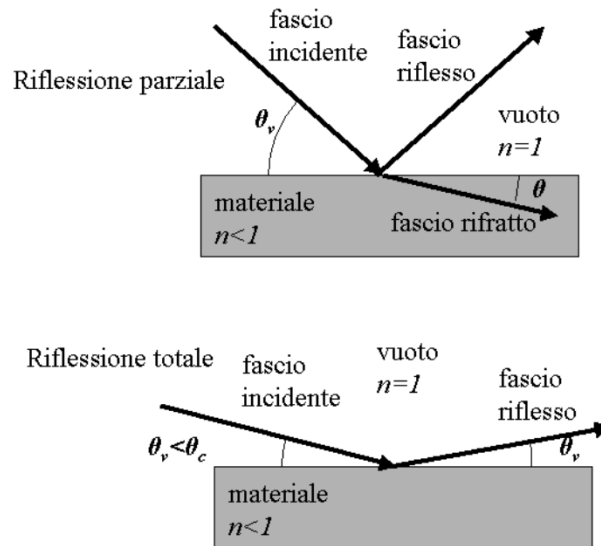 fascio
incidente
fascio
riflesso
Riflessione parziale
θv
vuoto
n=1
θ
materiale
n<1
fascio rifratto
Riflessione totale
fascio
incidente
vuoto
n=1
fascio
riflesso
θv<θc
θv
materiale
n<1